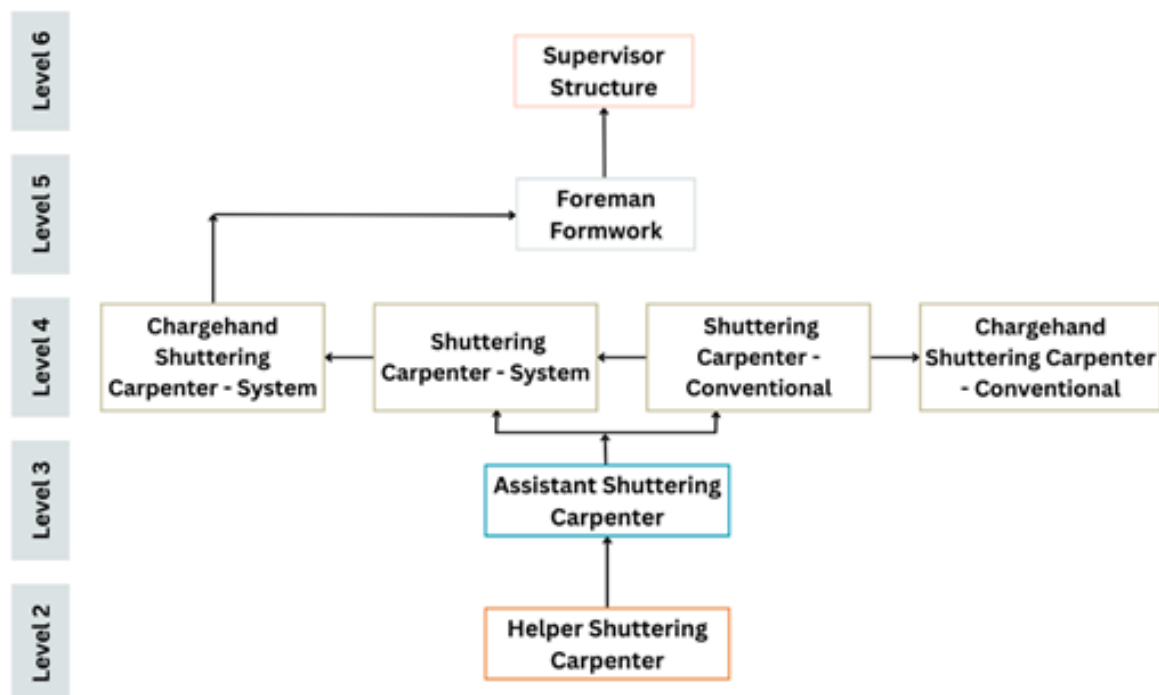 Level 6
Supervisor
Structure
Level 5
Foreman
Formwork
Level 4
Chargehand
Shuttering
Carpenter - System
Shuttering
Carpenter - System
Shuttering
Carpenter -
Conventional
Chargehand
Shuttering Carpenter
- Conventional
Level 3
Assistant Shuttering
Carpenter
Level 2
Helper Shuttering
Carpenter